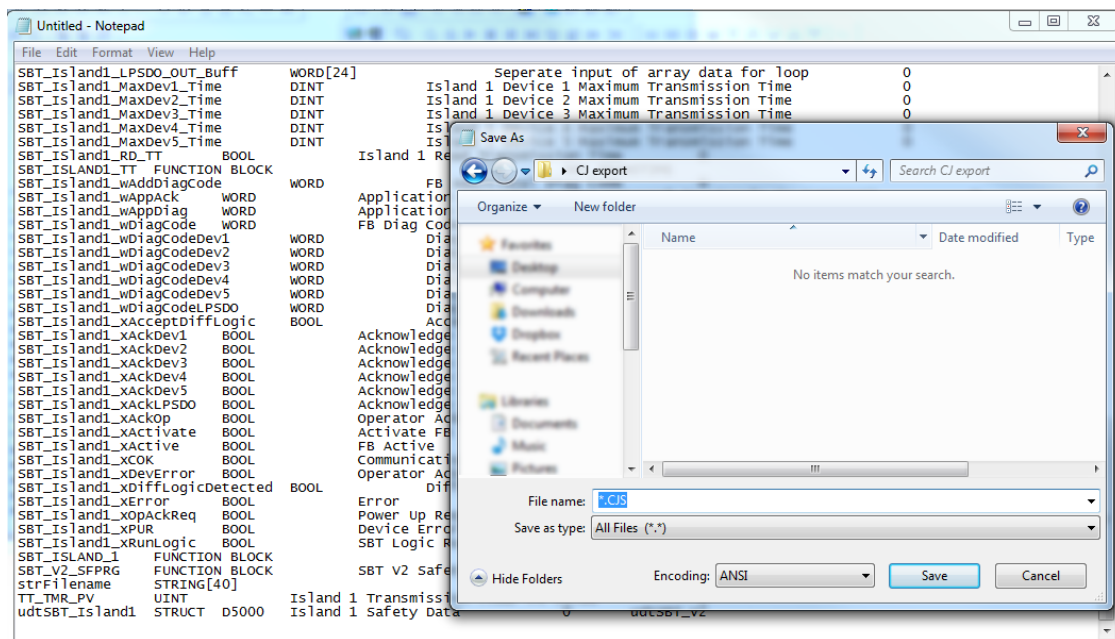 Untitled - Notepad
File Edit Format View Help
SBT_Island1_LPSDO_OUT_Buff WORD[24] Seperate input of array data for loop 0
SBT_Island1_MaxDev1_Time DINT Island 1 Device 1 Maximum Transmission Time 0
SBT_Island1_MaxDev2_Time DINT Island 1 Device 2 Maximum Transmission Time 0
SBT_Island1_MaxDev3_Time DINT Island 1 Device 3 Maximum Transmission Time 0
SBT_Island1_MaxDev4_Time DINT Isl
SBT_Island1_MaxDev5_Time DINT Isl
SBT_Island1_RD_TT BOOL Island 1 Re
SBT_ISLAND1_TT FUNCTION BLOCK
SBT_Island1_wAddDiagCode WORD FB
SBT_Island1_wAppAck WORD Application
SBT_Island1_wAppDiag WORD Application
SBT_Island1_wDiagCode WORD FB Diag Cod
SBT_Island1_wDiagCodeDev1 WORD Dia
SBT_Island1_wDiagCodeDev2 WORD Dia
SBT_Island1_wDiagCodeDev3 WORD Dia
SBT_Island1_wDiagCodeDev4 WORD Dia
SBT_Island1_wDiagCodeDev5 WORD Dia
SBT_Island1_wDiagCodeLPSDO WORD Dia
SBT_Island1_xAcceptDiffLogic BOOL Acc
SBT_Island1_xAckDev1 BOOL Acknowledge
SBT_Island1_xAckDev2 BOOL Acknowledge
SBT_Island1_xAckDev3 BOOL Acknowledge
SBT_Island1_xAckDev4 BOOL Acknowledge
SBT_Island1_xAckDev5 BOOL Acknowledge
SBT_Island1_xAckLPSDO BOOL Acknowledge
SBT_Island1_xAckOp BOOL Operator Ac
SBT_Island1_xActivate BOOL Activate FB
SBT_Island1_xActive BOOL FB Active
SBT_Island1_xCOK BOOL Communicati
SBT_Island1_xDevError BOOL Operator Ac
SBT_Island1_xDiffLogicDetected BOOL Dif
SBT_Island1_xError BOOL Error
SBT_Island1_xOpAckReq BOOL Power Up Re
SBT_Island1_xPUR BOOL Device Erro
SBT_Island1_xRunLogic BOOL SBT Logic R
SBT_ISLAND_1 FUNCTION BLOCK
SBT_V2_SFPRG FUNCTION BLOCK SBT V2 Safe
strFilename STRING[40]
TT_TMR_PV UINT Island 1 Transmissi
udtSBT_Island1 STRUCT D5000 Island 1 Safety Data 0 udtSBT_V2
Save As
CJ export
Search CJ export
Organize New folder
Favorites
Desktop
Computer
Downloads
Dropbox
Recent Places
Libraries
Documents
Music
Pictures
Name Date modified Type
No items match your search.
File name: *.CJS
Save as type: All Files (*.*)
Hide Folders Encoding: ANSI Save Cancel